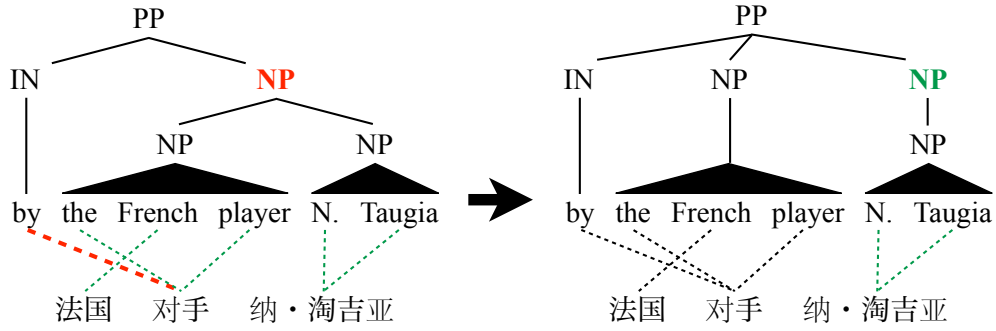 PP PP
IN NP IN NP NP
NP NP NP
by the French player N. Taugia by the French player N. Taugia
法国 对手 纳·淘吉亚 法国 对手 纳·淘吉亚